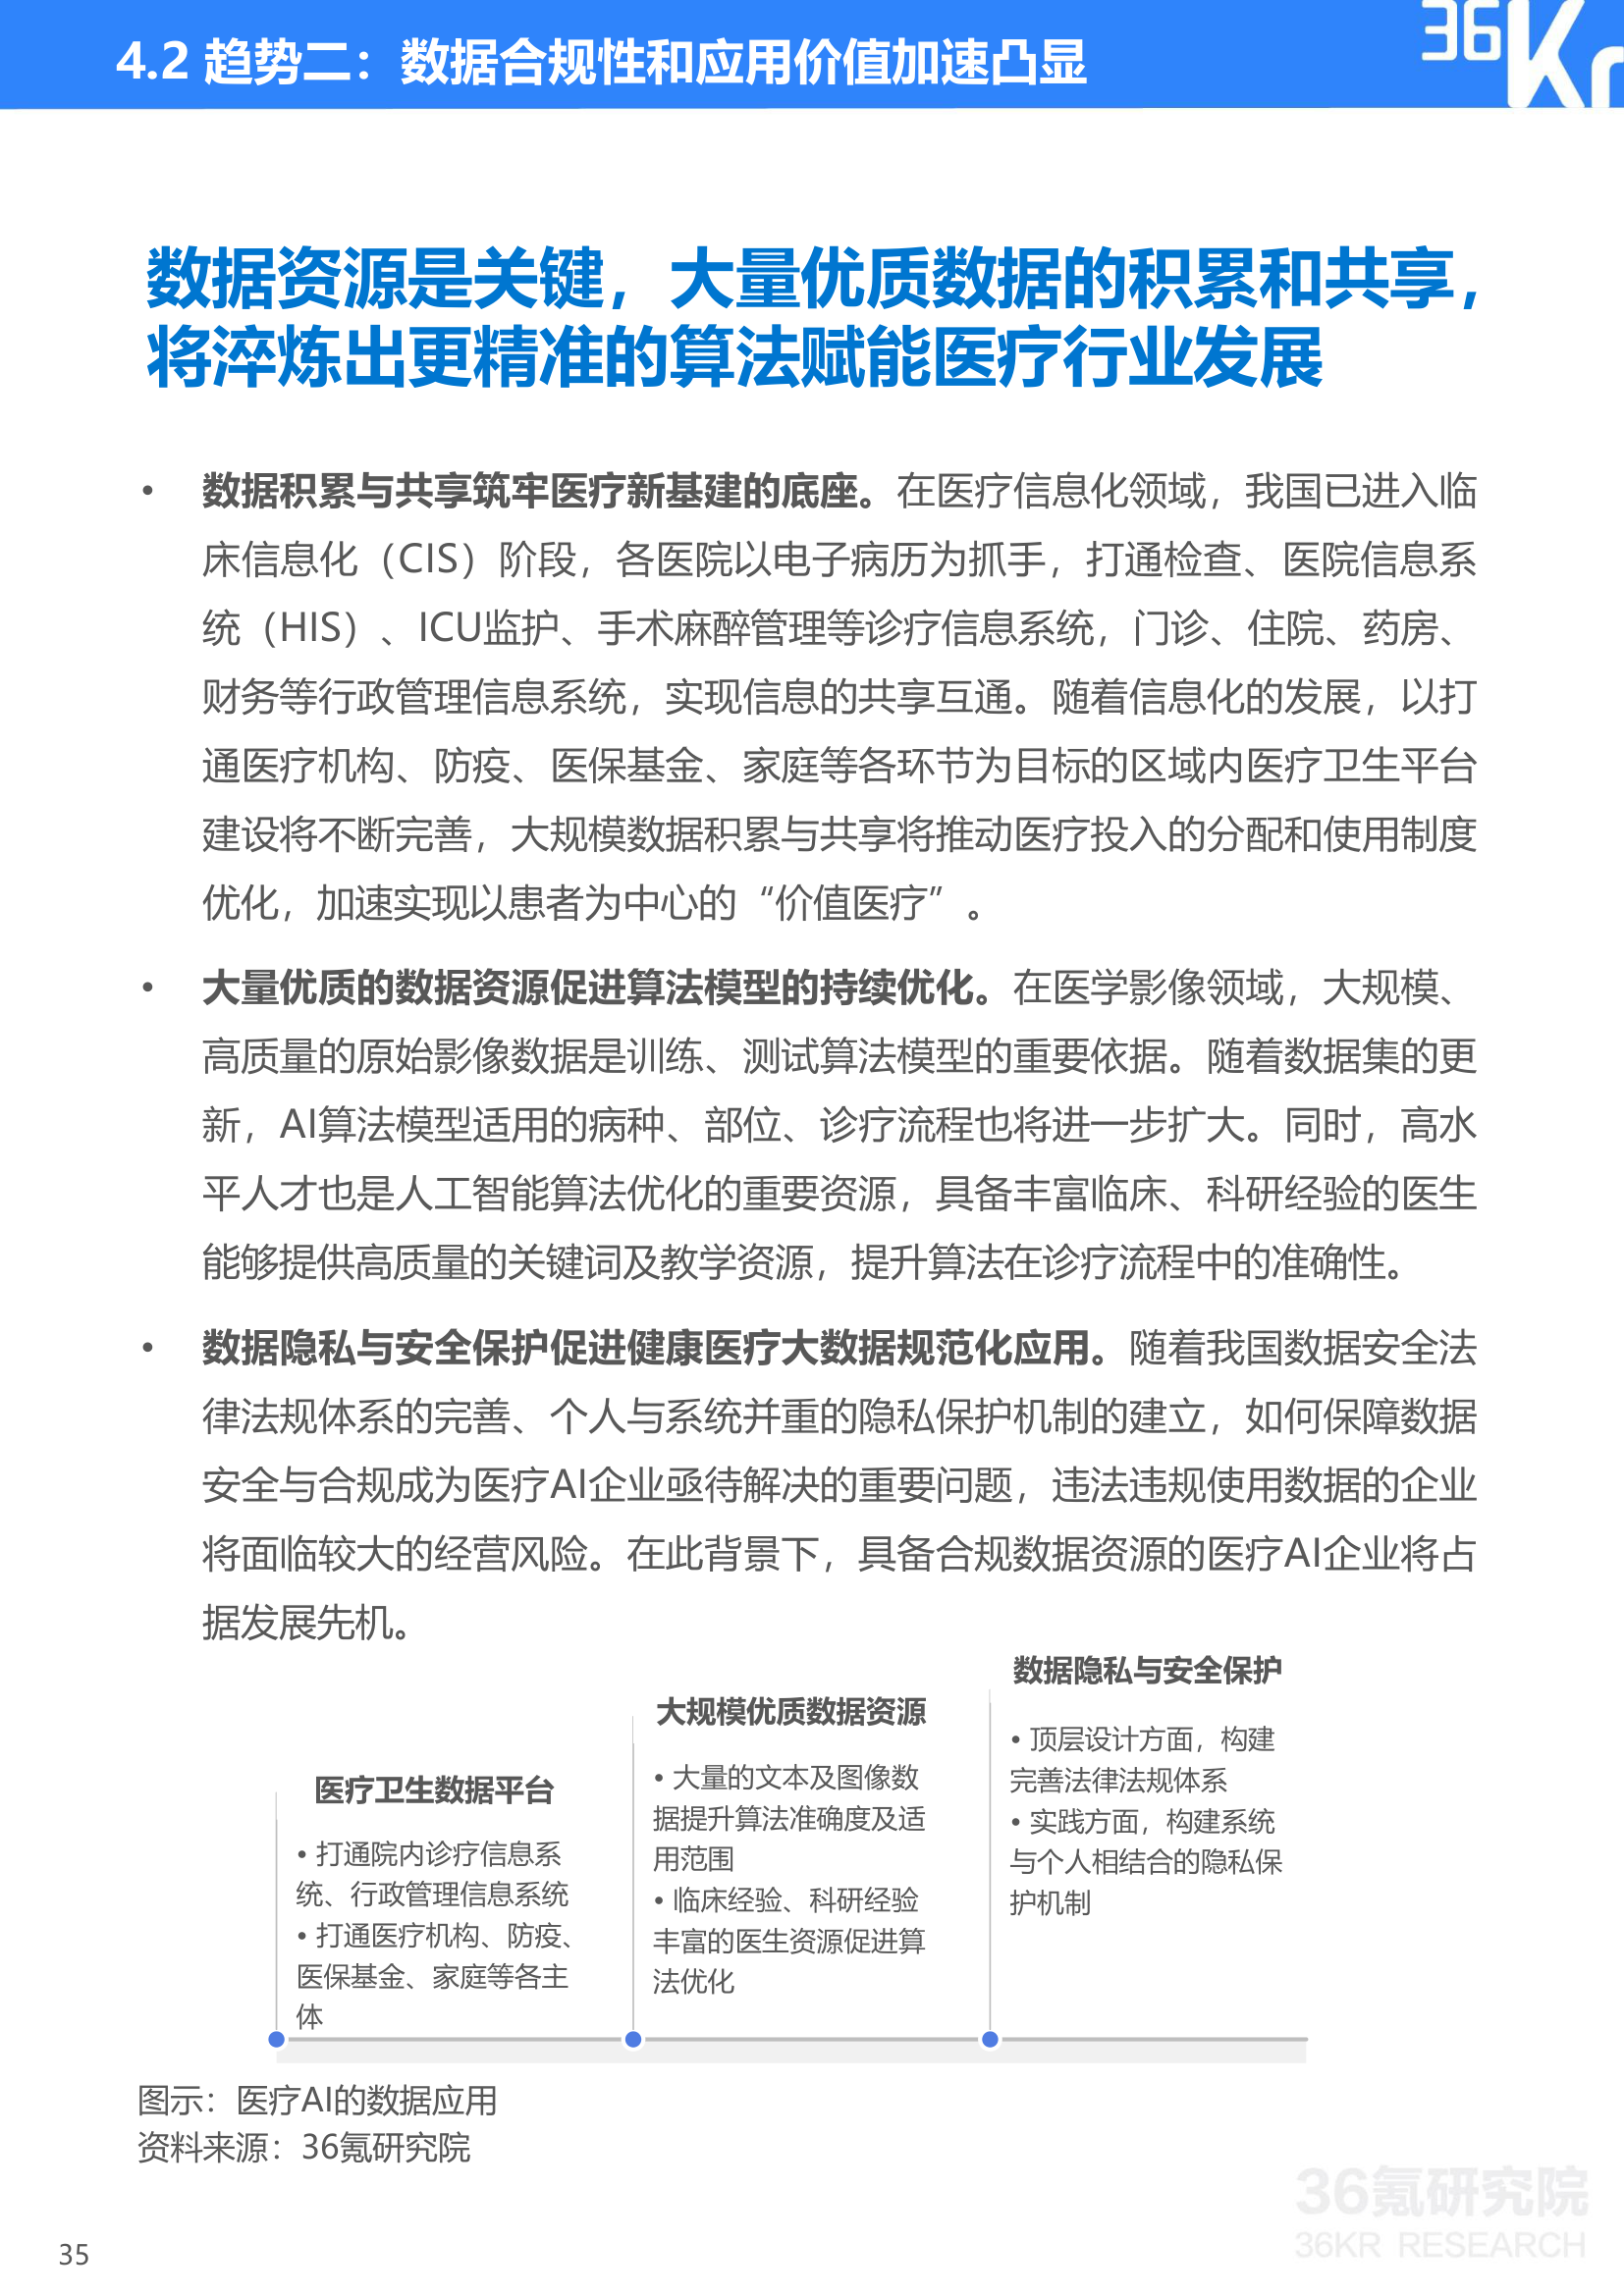 4.2 趋势二：数据合规性和应用价值加速凸显
36Kr
数据资源是关键，大量优质数据的积累和共享，
将淬炼出更精准的算法赋能医疗行业发展
• 数据积累与共享筑牢医疗新基建的底座。在医疗信息化领域，我国已进入临
床信息化（CIS）阶段，各医院以电子病历为抓手，打通检查、医院信息系
统（HIS）、ICU监护、手术麻醉管理等诊疗信息系统，门诊、住院、药房、
财务等行政管理信息系统，实现信息的共享互通。随着信息化的发展，以打
通医疗机构、防疫、医保基金、家庭等各环节为目标的区域内医疗卫生平台
建设将不断完善，大规模数据积累与共享将推动医疗投入的分配和使用制度
优化，加速实现以患者为中心的“价值医疗”。
• 大量优质的数据资源促进算法模型的持续优化。在医学影像领域，大规模、
高质量的原始影像数据是训练、测试算法模型的重要依据。随着数据集的更
新，AI算法模型适用的病种、部位、诊疗流程也将进一步扩大。同时，高水
平人才也是人工智能算法优化的重要资源，具备丰富临床、科研经验的医生
能够提供高质量的关键词及教学资源，提升算法在诊疗流程中的准确性。
• 数据隐私与安全保护促进健康医疗大数据规范化应用。随着我国数据安全法
律法规体系的完善、个人与系统并重的隐私保护机制的建立，如何保障数据
安全与合规成为医疗AI企业亟待解决的重要问题，违法违规使用数据的企业
将面临较大的经营风险。在此背景下，具备合规数据资源的医疗AI企业将占
据发展先机。
医疗卫生数据平台
• 打通院内诊疗信息系
统、行政管理信息系统
• 打通医疗机构、防疫、
医保基金、家庭等各主
体
大规模优质数据资源
• 大量的文本及图像数
据提升算法准确度及适
用范围
• 临床经验、科研经验
丰富的医生资源促进算
法优化
数据隐私与安全保护
• 顶层设计方面，构建
完善法律法规体系
• 实践方面，构建系统
与个人相结合的隐私保
护机制
图示：医疗AI的数据应用
资料来源：36氪研究院
36氪研究院
36KR RESEARCH
35